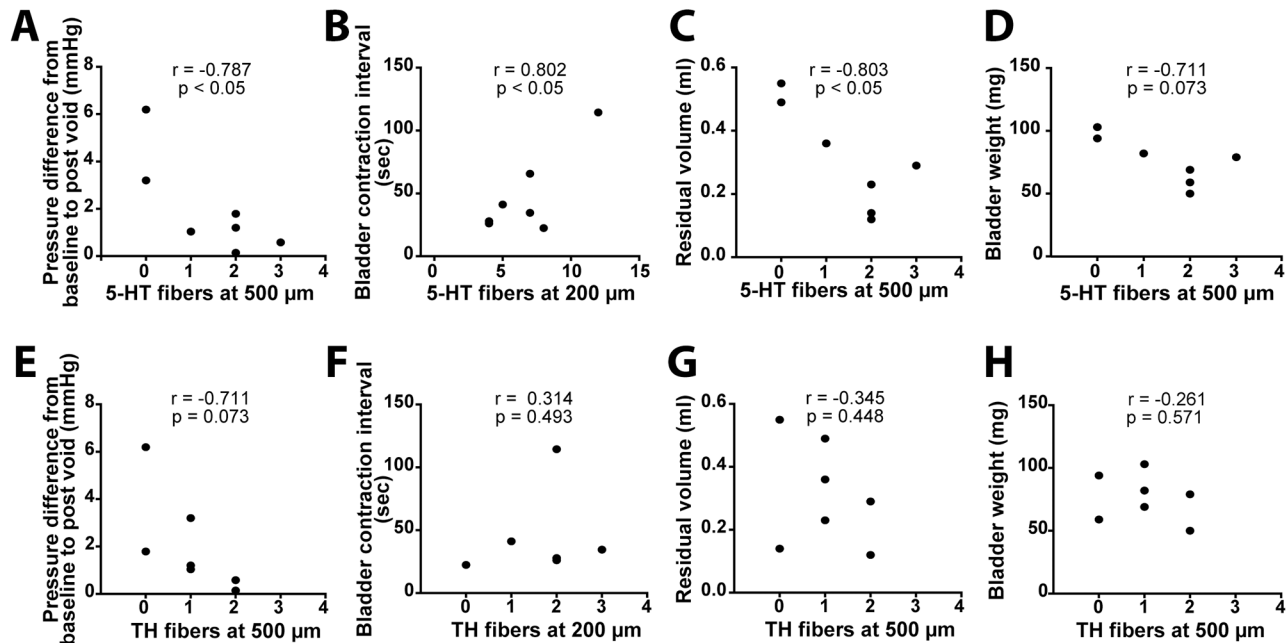 A
Pressure difference from
baseline to post void (mmHg)
r = -0.787
p < 0.05
8
6
4
2
0
0 1 2 3 4
5-HT fibers at 500 µm
B
Bladder contraction interval
(sec)
r = 0.802
p < 0.05
150
100
50
0
0 5 10 15
5-HT fibers at 200 µm
C
Residual volume (ml)
r = -0.803
p < 0.05
0.6
0.4
0.2
0.0
0 1 2 3 4
5-HT fibers at 500 µm
D
Bladder weight (mg)
r = -0.711
p = 0.073
150
100
50
0
0 1 2 3 4
5-HT fibers at 500 µm
E
Pressure difference from
baseline to post void (mmHg)
r = -0.711
p = 0.073
8
6
4
2
0
0 1 2 3 4
TH fibers at 500 µm
F
Bladder contraction interval
(sec)
r = 0.314
p = 0.493
150
100
50
0
0 1 2 3 4
TH fibers at 200 µm
G
Residual volume (ml)
r = -0.345
p = 0.448
0.6
0.4
0.2
0.0
0 1 2 3 4
TH fibers at 500 µm
H
Bladder weight (mg)
r = -0.261
p = 0.571
150
100
50
0
0 1 2 3 4
TH fibers at 500 µm